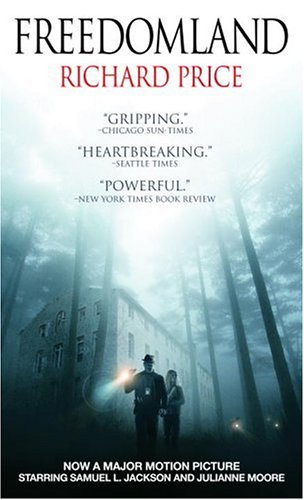 FREEDOMLAND
RICHARD PRICE
"GRIPPING."
-CHICAGO SUN-TIMES
"HEARTBREAKING."
-SEATTLE TIMES
"POWERFUL."
-NEW YORK TIMES BOOK REVIEW
NOW A MAJOR MOTION PICTURE
STARRING SAMUEL L. JACKSON AND JULIANNE MOORE